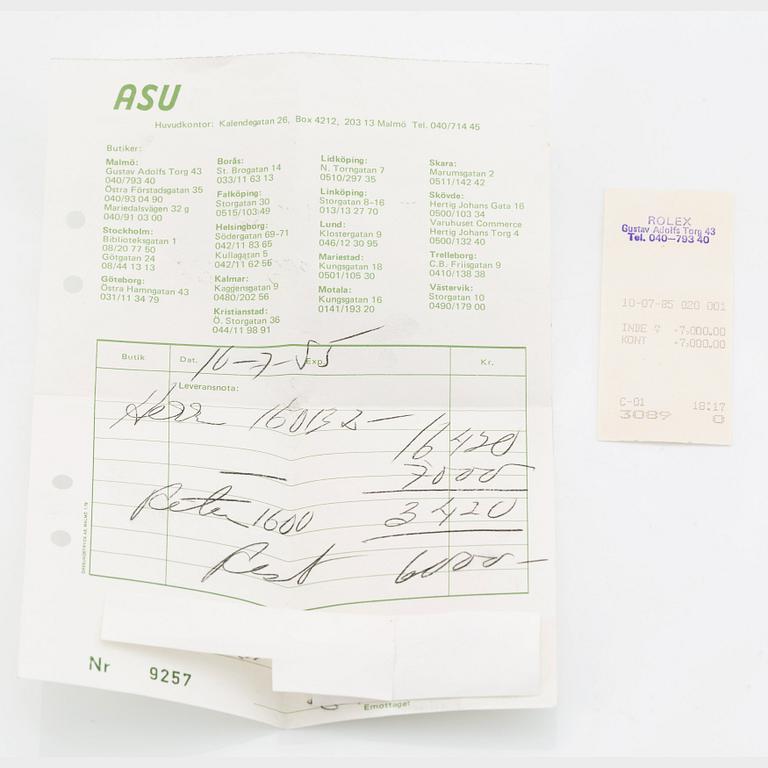 ASU
Huvudkontor: Kalendegatan 26, Box 4212, 203 13 Malmö Tel. 040/714 45
Butiker:
Malmö:
Gustav Adolfs Torg 43
040/793 40
Östra Förstadsgatan 35
040/93 04 90
Mariedalsvägen 32 g
040/91 03 00
Stockholm:
Biblioteksgatan 1
08/20 77 50
Götgatan 24
08/44 13 13
Göteborg:
Östra Hamngatan 43
031/11 34 79
Borås:
St. Brogatan 14
033/11 63 13
Falköping:
Storgatan 30
0515/103 49
Helsingborg:
Södergatan 69-71
042/11 83 65
Kullagatan 5
042/11 62 56
Kalmar:
Kaggensgatan 9
0480/202 56
Kristianstad:
Ö. Storgatan 36
044/11 98 91
Lidköping:
N. Torngatan 7
0510/297 35
Linköping:
Storgatan 8-16
013/13 27 70
Lund:
Klostergatan 9
046/12 30 95
Mariestad:
Kungsgatan 18
0501/105 30
Motala:
Kungsgatan 16
0141/193 20
Skara:
Marumsgatan 2
0511/142 42
Skövde:
Hertig Johans Gata 16
0500/103 34
Varuhuset Commerce
Hertig Johans Torg 4
0500/132 40
Trelleborg:
C.B. Friisgatan 9
0410/138 38
Västervik:
Storgatan 10
0490/179 00
Butik Dat. Exp. Kr.
Leveransnota:
Herr 16013
16420
7000
1600 3420
Rest 6000-
Nr 9257
Emottaget
ROLEX
Gustav Adolfs Torg 43
Tel. 040-793 40
10-07-85 020 001
INDE 9 ·7,000.00
KONT ·7,000.00
C-01 18:17
3089 0